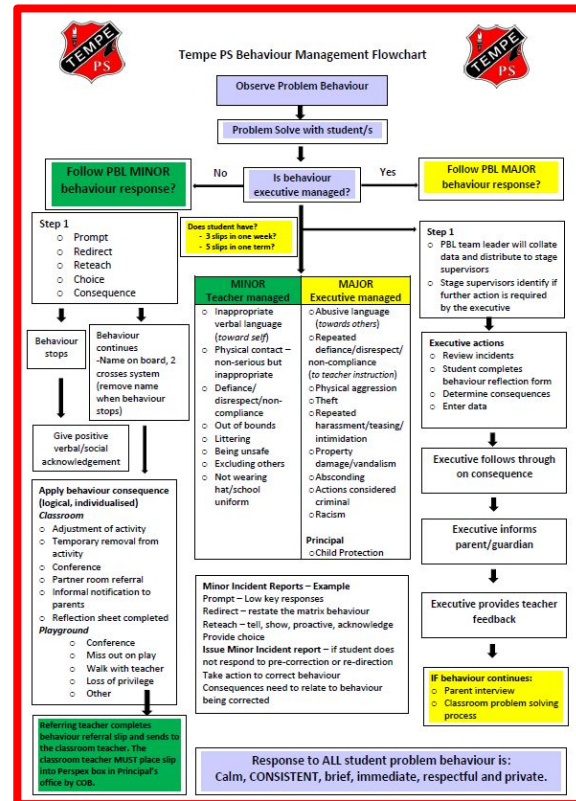 TEMPE
PS
Tempe PS Behaviour Management Flowchart
TEMPE
PS
Observe Problem Behaviour
Problem Solve with student/s
Follow PBL MINOR
behaviour response?
No
Is behaviour
executive managed?
Yes
Follow PBL MAJOR
behaviour response?
Step 1
o Prompt
o Redirect
o Reteach
o Choice
o Consequence
Does student have?
- 3 slips in one week?
- 5 slips in one term?
Step 1
o PBL team leader will collate
data and distribute to stage
supervisors
o Stage supervisors identify if
further action is required
by the executive
Behaviour
stops
Behaviour
continues
-Name on board, 2
crosses system
(remove name
when behaviour
stops)
Give positive
verbal/social
acknowledgement
MINOR
Teacher managed
o Inappropriate
verbal language
(toward self)
o Physical contact –
non-serious but
inappropriate
o Defiance/
disrespect/non-
compliance
o Out of bounds
o Littering
o Being unsafe
o Excluding others
o Not wearing
hat/school
uniform
MAJOR
Executive managed
o Abusive language
(towards others)
o Repeated
defiance/disrespect/
non-compliance
(to teacher instruction)
o Physical aggression
o Theft
o Repeated
harassment/teasing/
intimidation
o Property
damage/vandalism
o Absconding
o Actions considered
criminal
o Racism
Principal
o Child Protection
Executive actions
o Review incidents
o Student completes
behaviour reflection form
o Determine consequences
o Enter data
Executive follows through
on consequence
Executive informs
parent/guardian
Executive provides teacher
feedback
IF behaviour continues:
o Parent interview
o Classroom problem solving
process
Apply behaviour consequence
(logical, individualised)
Classroom
o Adjustment of activity
o Temporary removal from
activity
o Conference
o Partner room referral
o Informal notification to
parents
o Reflection sheet completed
Playground
o Conference
o Miss out on play
o Walk with teacher
o Loss of privilege
o Other
Referring teacher completes
behaviour referral slip and sends to
the classroom teacher. The
classroom teacher MUST place slip
into Perspex box in Principal's
office by COB.
Minor Incident Reports – Example
Prompt – Low key responses
Redirect – restate the matrix behaviour
Reteach – tell, show, proactive, acknowledge
Provide choice
Issue Minor Incident report – if student does
not respond to pre-correction or re-direction
Take action to correct behaviour
Consequences need to relate to behaviour
being corrected
Response to ALL student problem behaviour is:
Calm, CONSISTENT, brief, immediate, respectful and private.